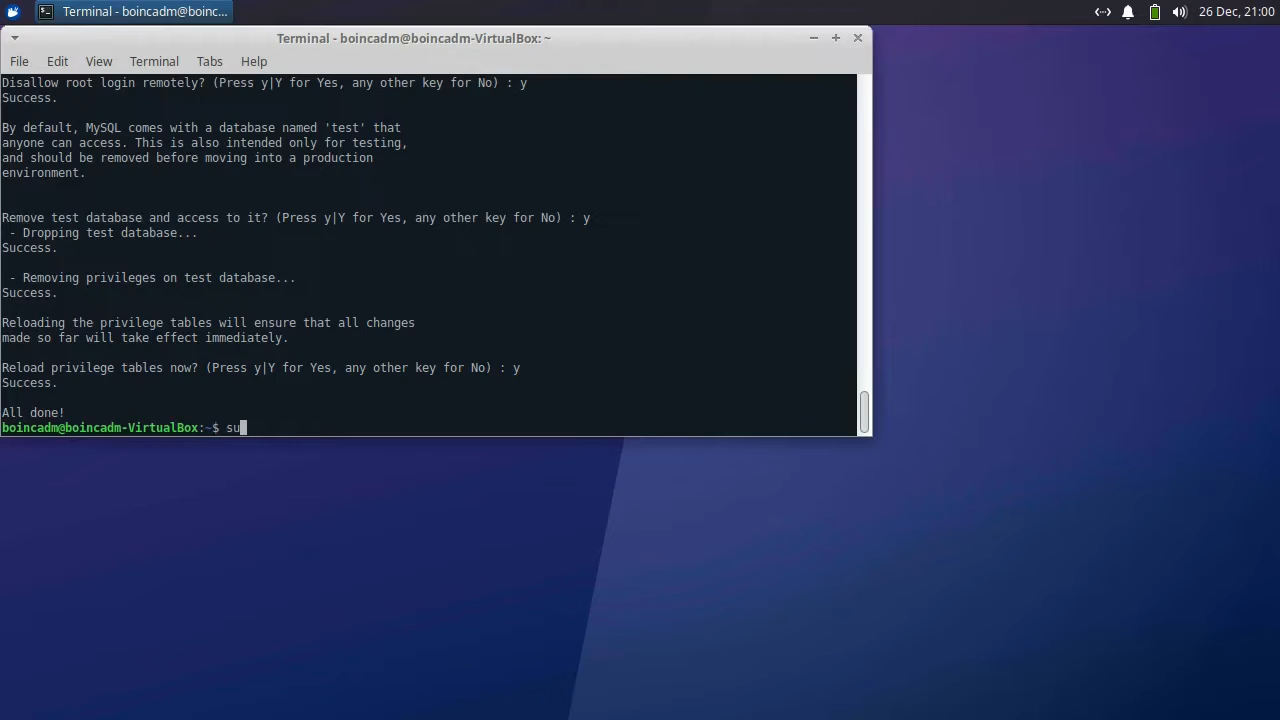 Terminal - boincadm@boinc...
26 Dec, 21:00
Terminal - boincadm@boincadm-VirtualBox: ~
File Edit View Terminal Tabs Help
Disallow root login remotely? (Press y|Y for Yes, any other key for No) : y
Success.
By default, MySQL comes with a database named 'test' that
anyone can access. This is also intended only for testing,
and should be removed before moving into a production
environment.
Remove test database and access to it? (Press y|Y for Yes, any other key for No) : y
- Dropping test database...
Success.
- Removing privileges on test database...
Success.
Reloading the privilege tables will ensure that all changes
made so far will take effect immediately.
Reload privilege tables now? (Press y|Y for Yes, any other key for No) : y
Success.
All done!
boincadm@boincadm-VirtualBox:~$ su